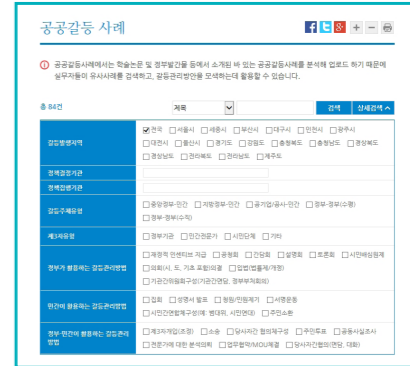 공공갈등 사례
공공갈등사례에서는 학술논문 및 정부발간물 등에서 소개된 바 있는 공공갈등사례를 분석해 업로드 하기 때문에
실무자들이 유사사례를 검색하고, 갈등관리방안을 모색하는데 활용할 수 있습니다.
총 84건 제목 검색 상세검색
갈등발생지역
전국 서울시 세종시 부산시 대구시 인천시 광주시
대전시 울산시 경기도 강원도 충청북도 충청남도 경상북도
경상남도 전라북도 전라남도 제주도
정책결정기관
정책집행기관
갈등주체유형
중앙정부-민간 지방정부-민간 공기업/공사-민간 정부-정부(수평)
정부-정부(수직)
제3자유형 정부기관 민간전문가 시민단체 기타
정부가 활용하는 갈등관리방법
재정적 인센티브 지급 공청회 간담회 설명회 토론회 시민배심원제
의회(시, 도, 기초 포함)의결 입법(법률제/개정)
기관간위원회구성(기관간면담, 정부부처회의)
민간이 활용하는 갈등관리방법
집회 성명서 발표 청원/민원제기 서명운동
시민간연합체구성(예: 범대위, 시민연대) 주민소환
정부-민간이 활용하는 갈등관리
방법
제3자개입(조정) 소송 당사자간 협의체구성 주민투표 공동사실조사
전문가에 대한 분석의뢰 업무협약/MOU체결 당사자간협의(면담, 대화)